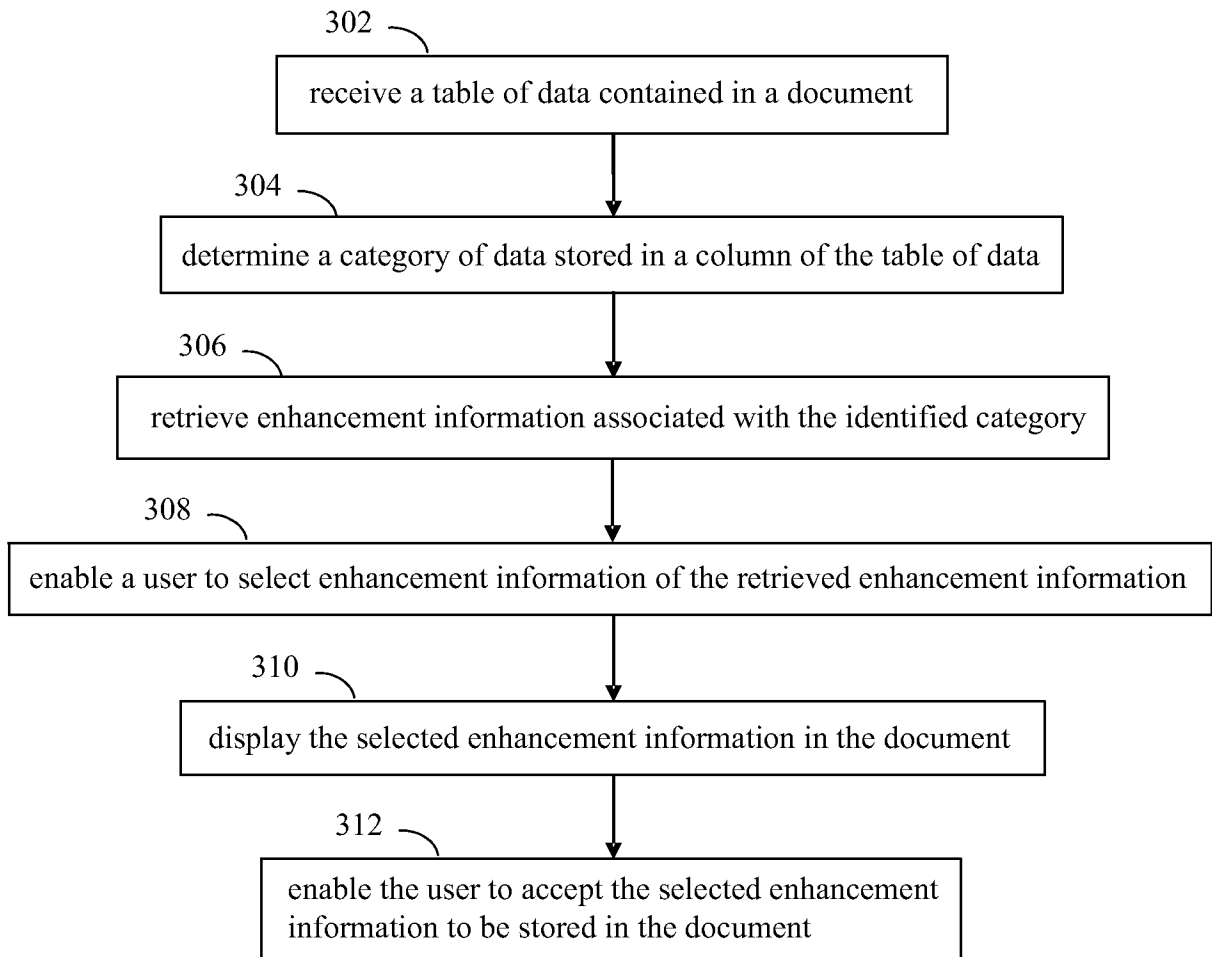 302
receive a table of data contained in a document
304
determine a category of data stored in a column of the table of data
306
retrieve enhancement information associated with the identified category
308
enable a user to select enhancement information of the retrieved enhancement information
310
display the selected enhancement information in the document
312
enable the user to accept the selected enhancement
information to be stored in the document